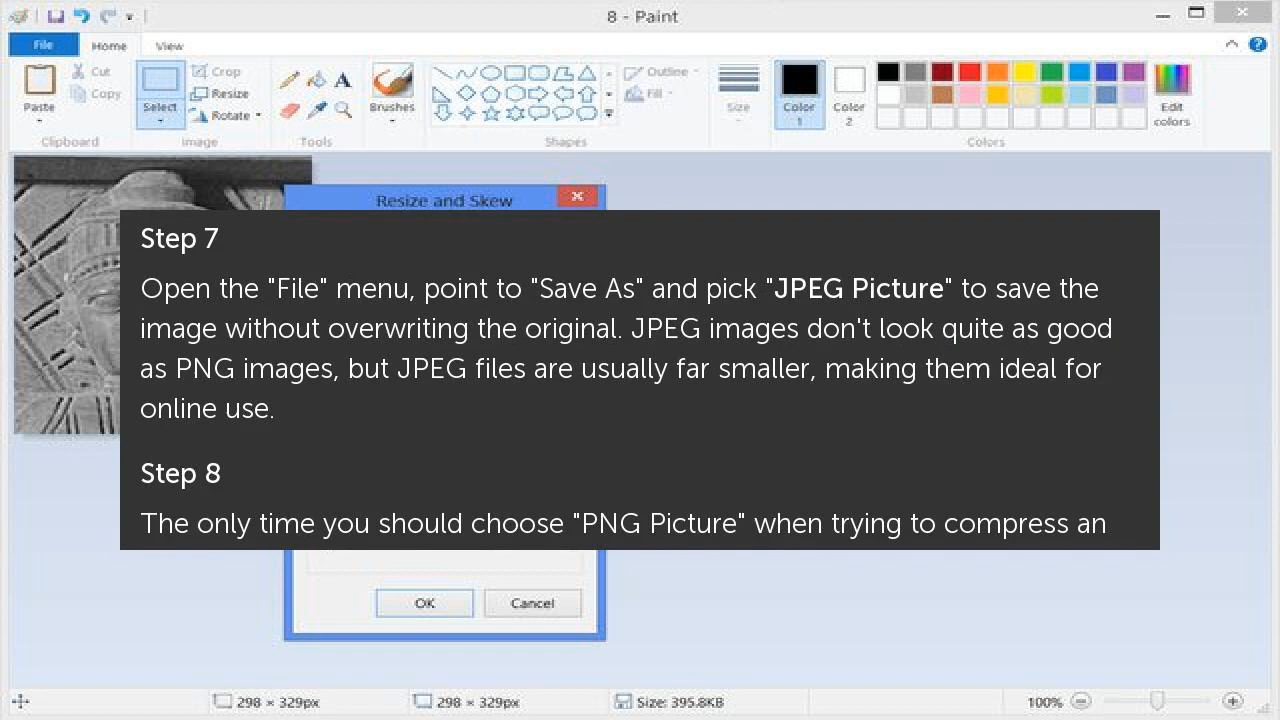 8 - Paint
File
Home
View
Paste
Cut
Copy
Clipboard
Select
Crop
Resize
Rotate
Image
A
Tools
Brushes
Shapes
Outline
Fill
Size
Color
1
Color
2
Colors
Edit
colors
Resize and Skew
Step 7
Open the "File" menu, point to "Save As" and pick "JPEG Picture" to save the
image without overwriting the original. JPEG images don't look quite as good
as PNG images, but JPEG files are usually far smaller, making them ideal for
online use.
Step 8
The only time you should choose "PNG Picture" when trying to compress an
OK
Cancel
298 × 329px
298 × 329px
Size: 395.8KB
100%